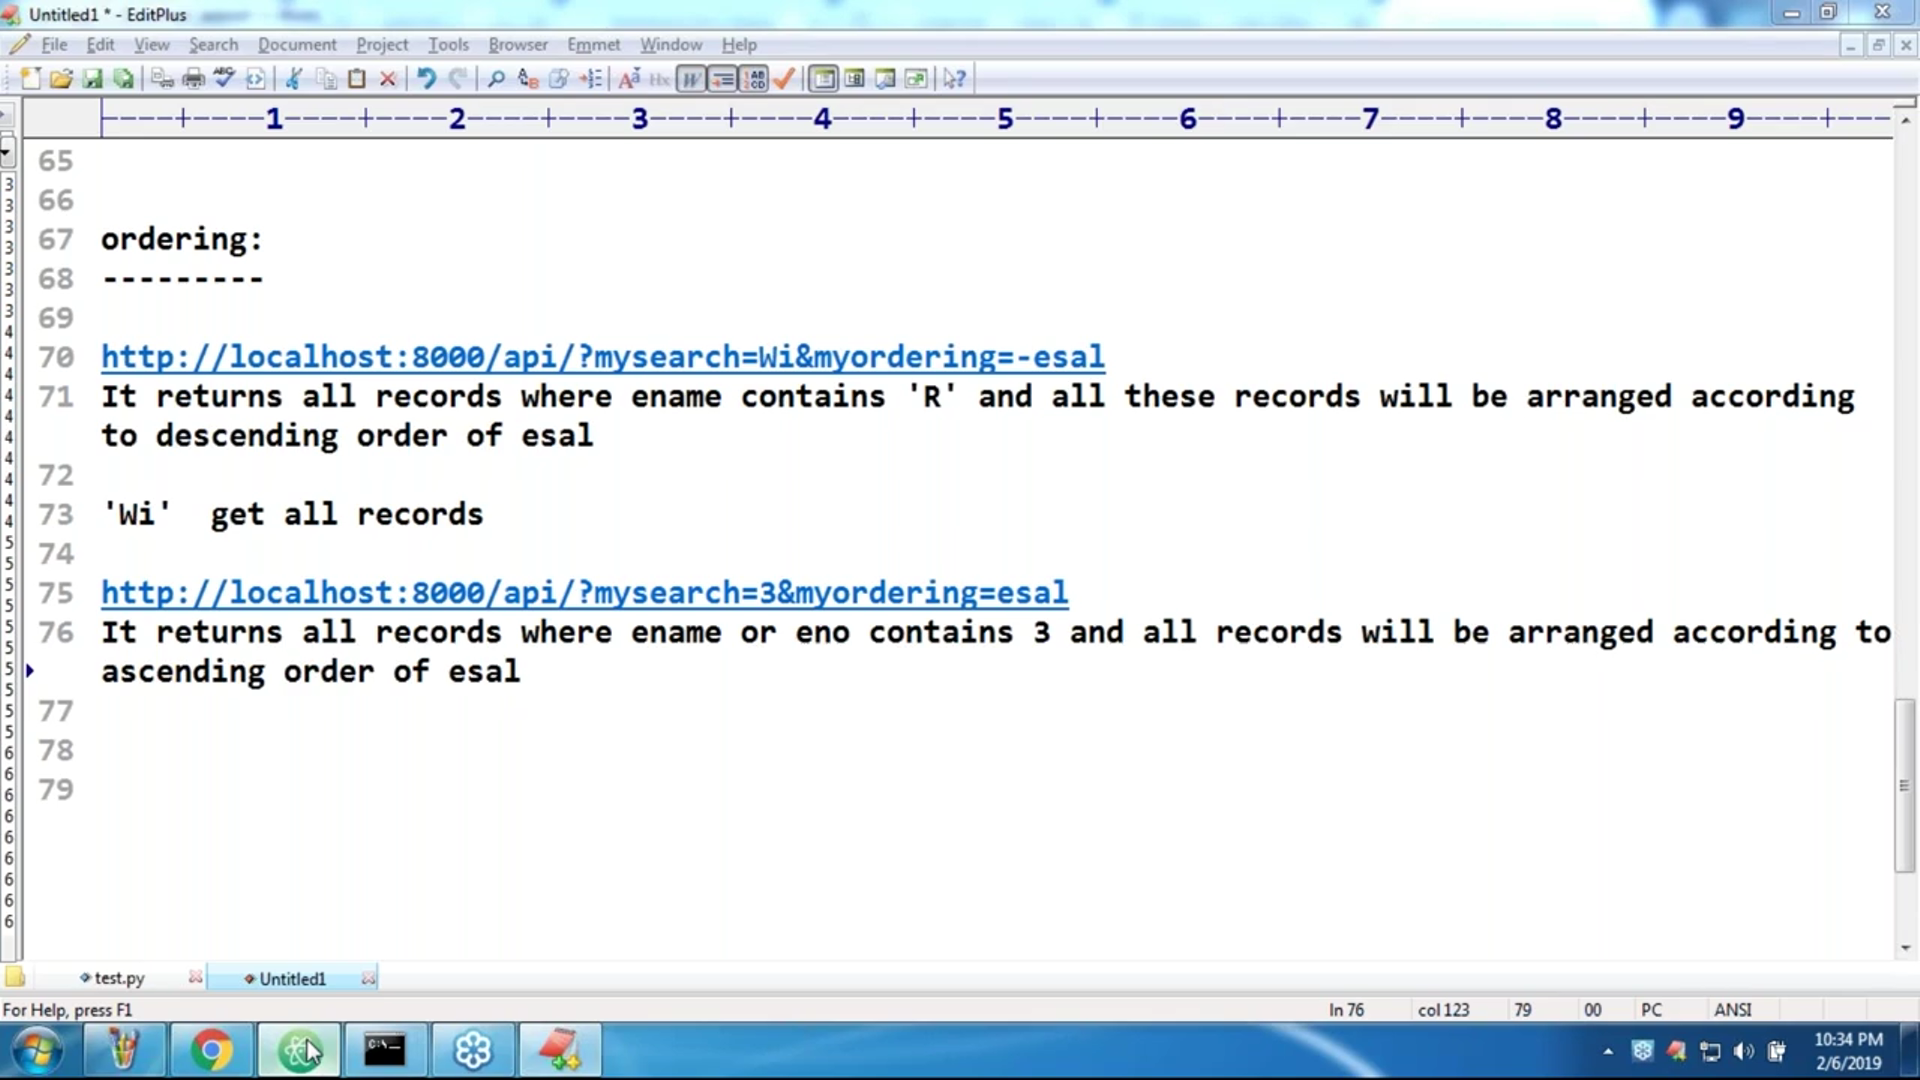 Untitled1 * - EditPlus
File Edit View Search Document Project Tools Browser Emmet Window Help
----+----1----+----2----+----3----+----4----+----5----+----6----+----7----+----8----+----9----+---
65
66
67 ordering:
68 ---------
69
70 http://localhost:8000/api/?mysearch=Wi&myordering=-esal
71 It returns all records where ename contains 'R' and all these records will be arranged according
to descending order of esal
72
73 'Wi'  get all records
74
75 http://localhost:8000/api/?mysearch=3&myordering=esal
76 It returns all records where ename or eno contains 3 and all records will be arranged according to
ascending order of esal
77
78
79
test.py Untitled1
For Help, press F1 ln 76 col 123 79 00 PC ANSI
10:34 PM
2/6/2019